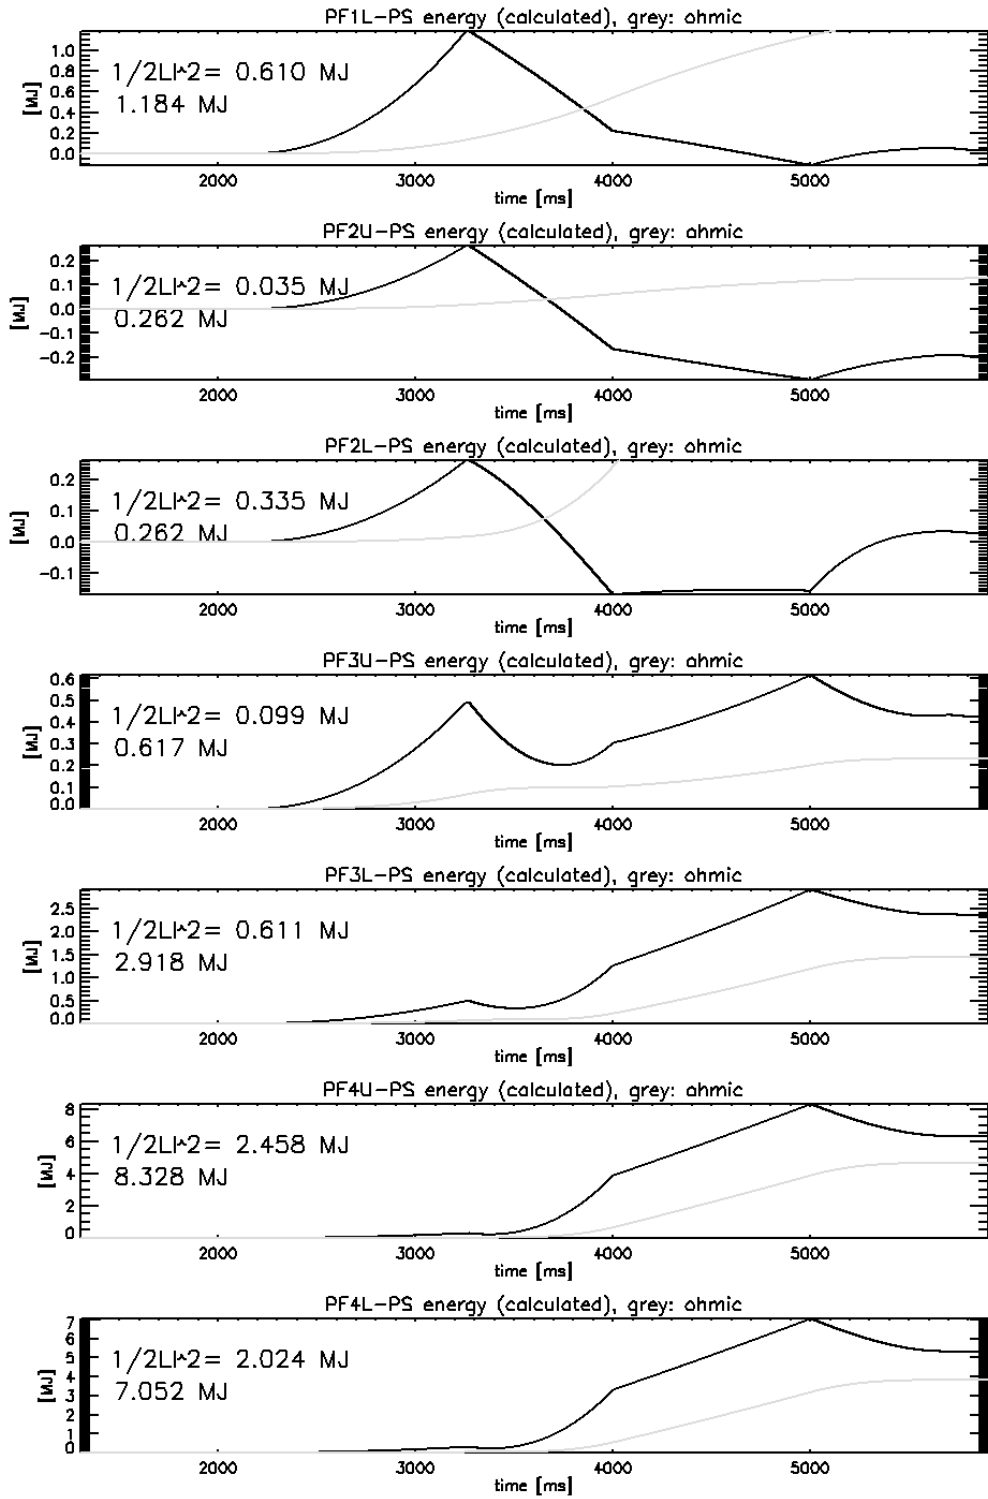 PF1L-PS energy (calculated), grey: ohmic
1.0
0.8
0.6
0.4
0.2
0.0
[MJ]
1/2LI^2= 0.610 MJ
1.184 MJ
2000 3000 4000 5000
time [ms]
PF2U-PS energy (calculated), grey: ohmic
0.2
0.1
0.0
-0.1
-0.2
[MJ]
1/2LI^2= 0.035 MJ
0.262 MJ
2000 3000 4000 5000
time [ms]
PF2L-PS energy (calculated), grey: ohmic
0.2
0.1
0.0
-0.1
[MJ]
1/2LI^2= 0.335 MJ
0.262 MJ
2000 3000 4000 5000
time [ms]
PF3U-PS energy (calculated), grey: ohmic
0.6
0.5
0.4
0.3
0.2
0.1
0.0
[MJ]
1/2LI^2= 0.099 MJ
0.617 MJ
2000 3000 4000 5000
time [ms]
PF3L-PS energy (calculated), grey: ohmic
2.5
2.0
1.5
1.0
0.5
0.0
[MJ]
1/2LI^2= 0.611 MJ
2.918 MJ
2000 3000 4000 5000
time [ms]
PF4U-PS energy (calculated), grey: ohmic
8
6
4
2
0
[MJ]
1/2LI^2= 2.458 MJ
8.328 MJ
2000 3000 4000 5000
time [ms]
PF4L-PS energy (calculated), grey: ohmic
7
6
5
4
3
2
1
0
[MJ]
1/2LI^2= 2.024 MJ
7.052 MJ
2000 3000 4000 5000
time [ms]